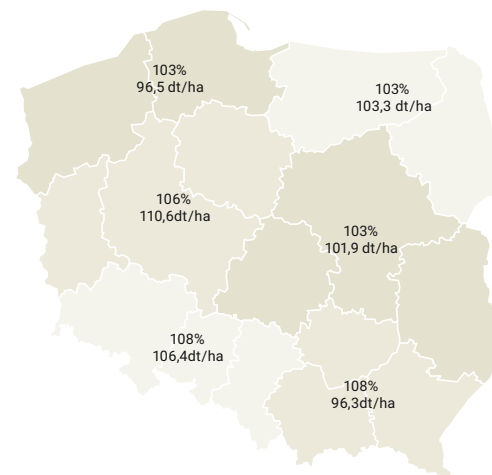 103%
96,5 dt/ha
103%
103,3 dt/ha
106%
110,6dt/ha
103%
101,9 dt/ha
108%
106,4dt/ha
108%
96,3dt/ha